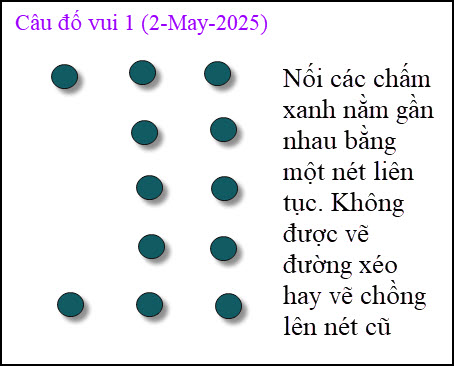 Câu đố vui 1 (2-May-2025)
Nối các chấm
xanh nằm gần
nhau bằng
một nét liên
tục. Không
được vẽ
đường xéo
hay vẽ chồng
lên nét cũ